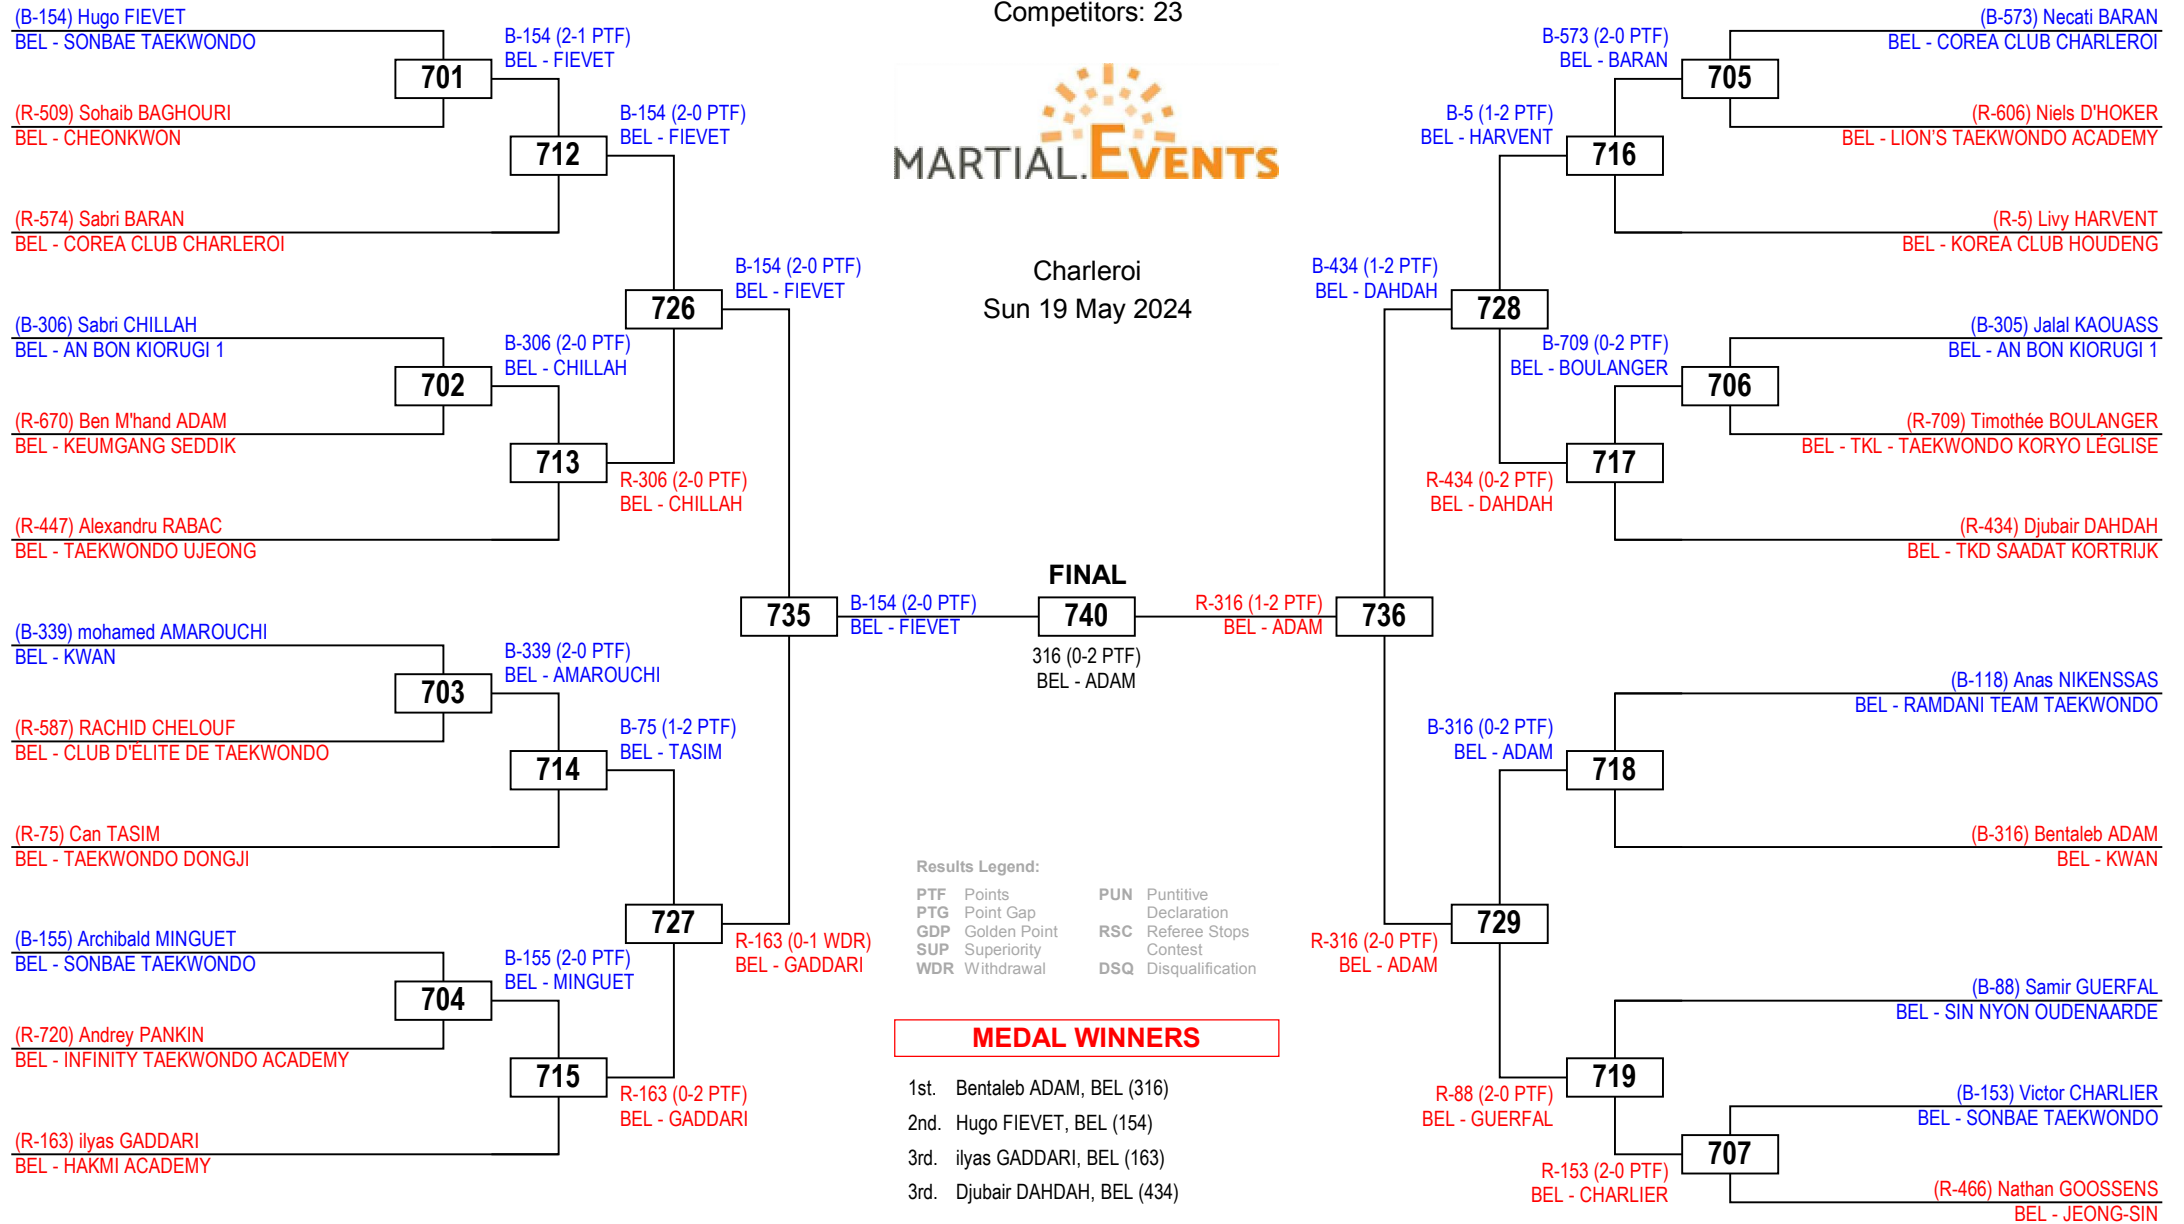 Competitors: 23
MARTIAL.EVENTS
Charleroi
Sun 19 May 2024
(B-154) Hugo FIEVET
BEL - SONBAE TAEKWONDO
701
(R-509) Sohaib BAGHOURI
BEL - CHEONKWON
B-154 (2-1 PTF)
BEL - FIEVET
712
(R-574) Sabri BARAN
BEL - COREA CLUB CHARLEROI
B-154 (2-0 PTF)
BEL - FIEVET
726
(B-306) Sabri CHILLAH
BEL - AN BON KIORUGI 1
702
(R-670) Ben M'hand ADAM
BEL - KEUMGANG SEDDIK
B-306 (2-0 PTF)
BEL - CHILLAH
713
(R-447) Alexandru RABAC
BEL - TAEKWONDO UJEONG
R-306 (2-0 PTF)
BEL - CHILLAH
B-154 (2-0 PTF)
BEL - FIEVET
735
(B-339) mohamed AMAROUCHI
BEL - KWAN
703
(R-587) RACHID CHELOUF
BEL - CLUB D'ÉLITE DE TAEKWONDO
B-339 (2-0 PTF)
BEL - AMAROUCHI
714
(R-75) Can TASIM
BEL - TAEKWONDO DONGJI
B-75 (1-2 PTF)
BEL - TASIM
727
(B-155) Archibald MINGUET
BEL - SONBAE TAEKWONDO
704
(R-720) Andrey PANKIN
BEL - INFINITY TAEKWONDO ACADEMY
B-155 (2-0 PTF)
BEL - MINGUET
715
(R-163) ilyas GADDARI
BEL - HAKMI ACADEMY
R-163 (0-2 PTF)
BEL - GADDARI
R-163 (0-1 WDR)
BEL - GADDARI
B-154 (2-0 PTF)
BEL - FIEVET
FINAL
740
316 (0-2 PTF)
BEL - ADAM
R-316 (1-2 PTF)
BEL - ADAM
736
(B-573) Necati BARAN
BEL - COREA CLUB CHARLEROI
705
(R-606) Niels D'HOKER
BEL - LION'S TAEKWONDO ACADEMY
B-573 (2-0 PTF)
BEL - BARAN
716
(R-5) Livy HARVENT
BEL - KOREA CLUB HOUDENG
B-5 (1-2 PTF)
BEL - HARVENT
728
B-434 (1-2 PTF)
BEL - DAHDAH
(B-305) Jalal KAOUASS
BEL - AN BON KIORUGI 1
706
(R-709) Timothée BOULANGER
BEL - TKL - TAEKWONDO KORYO LÉGLISE
B-709 (0-2 PTF)
BEL - BOULANGER
717
(R-434) Djubair DAHDAH
BEL - TKD SAADAT KORTRIJK
R-434 (0-2 PTF)
BEL - DAHDAH
(B-118) Anas NIKENSSAS
BEL - RAMDANI TEAM TAEKWONDO
718
(B-316) Bentaleb ADAM
BEL - KWAN
B-316 (0-2 PTF)
BEL - ADAM
729
R-316 (2-0 PTF)
BEL - ADAM
(B-88) Samir GUERFAL
BEL - SIN NYON OUDENAARDE
719
R-88 (2-0 PTF)
BEL - GUERFAL
(B-153) Victor CHARLIER
BEL - SONBAE TAEKWONDO
707
R-153 (2-0 PTF)
BEL - CHARLIER
(R-466) Nathan GOOSSENS
BEL - JEONG-SIN
Results Legend:
PTF Points
PTG Point Gap
GDP Golden Point
SUP Superiority
WDR Withdrawal
PUN Puntitive
Declaration
RSC Referee Stops
Contest
DSQ Disqualification
MEDAL WINNERS
1st. Bentaleb ADAM, BEL (316)
2nd. Hugo FIEVET, BEL (154)
3rd. ilyas GADDARI, BEL (163)
3rd. Djubair DAHDAH, BEL (434)